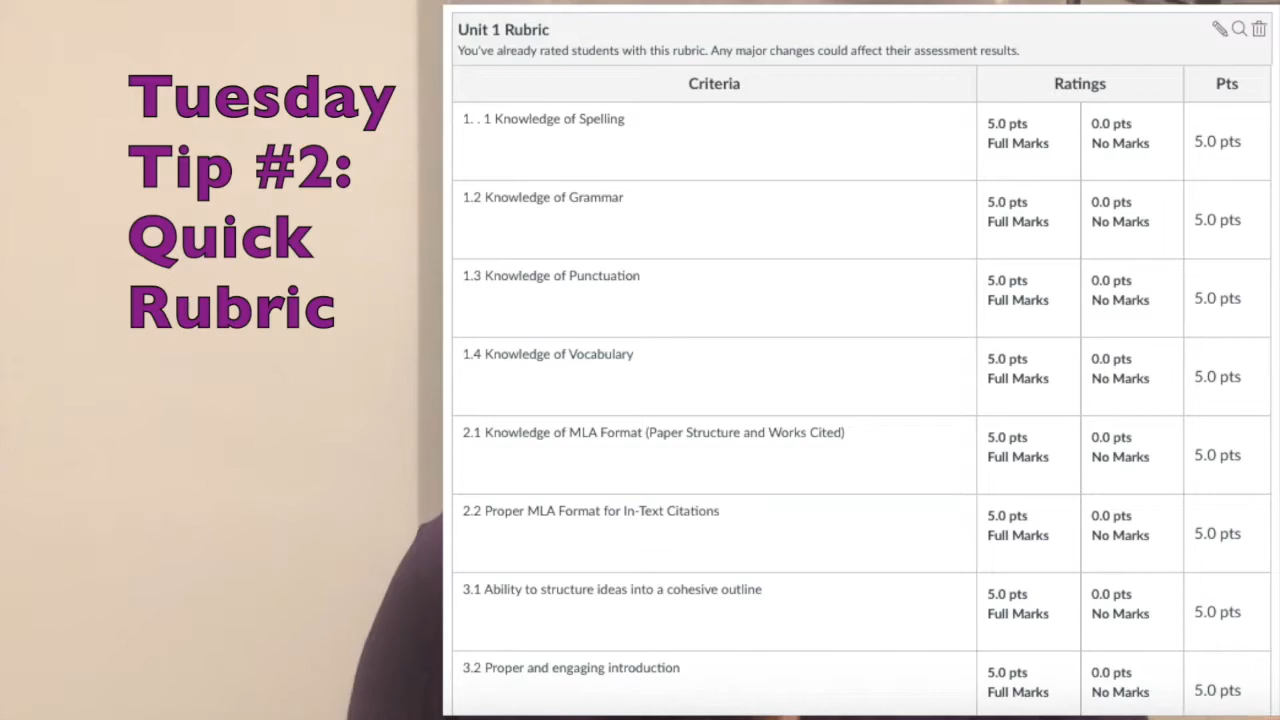 Tuesday
Tip #2:
Quick
Rubric
Unit 1 Rubric
You've already rated students with this rubric. Any major changes could affect their assessment results.
Criteria Ratings Pts
1. . 1 Knowledge of Spelling
5.0 pts 0.0 pts
Full Marks No Marks
5.0 pts
1.2 Knowledge of Grammar
5.0 pts 0.0 pts
Full Marks No Marks
5.0 pts
1.3 Knowledge of Punctuation
5.0 pts 0.0 pts
Full Marks No Marks
5.0 pts
1.4 Knowledge of Vocabulary
5.0 pts 0.0 pts
Full Marks No Marks
5.0 pts
2.1 Knowledge of MLA Format (Paper Structure and Works Cited)
5.0 pts 0.0 pts
Full Marks No Marks
5.0 pts
2.2 Proper MLA Format for In-Text Citations
5.0 pts 0.0 pts
Full Marks No Marks
5.0 pts
3.1 Ability to structure ideas into a cohesive outline
5.0 pts 0.0 pts
Full Marks No Marks
5.0 pts
3.2 Proper and engaging introduction
5.0 pts 0.0 pts
Full Marks No Marks
5.0 pts